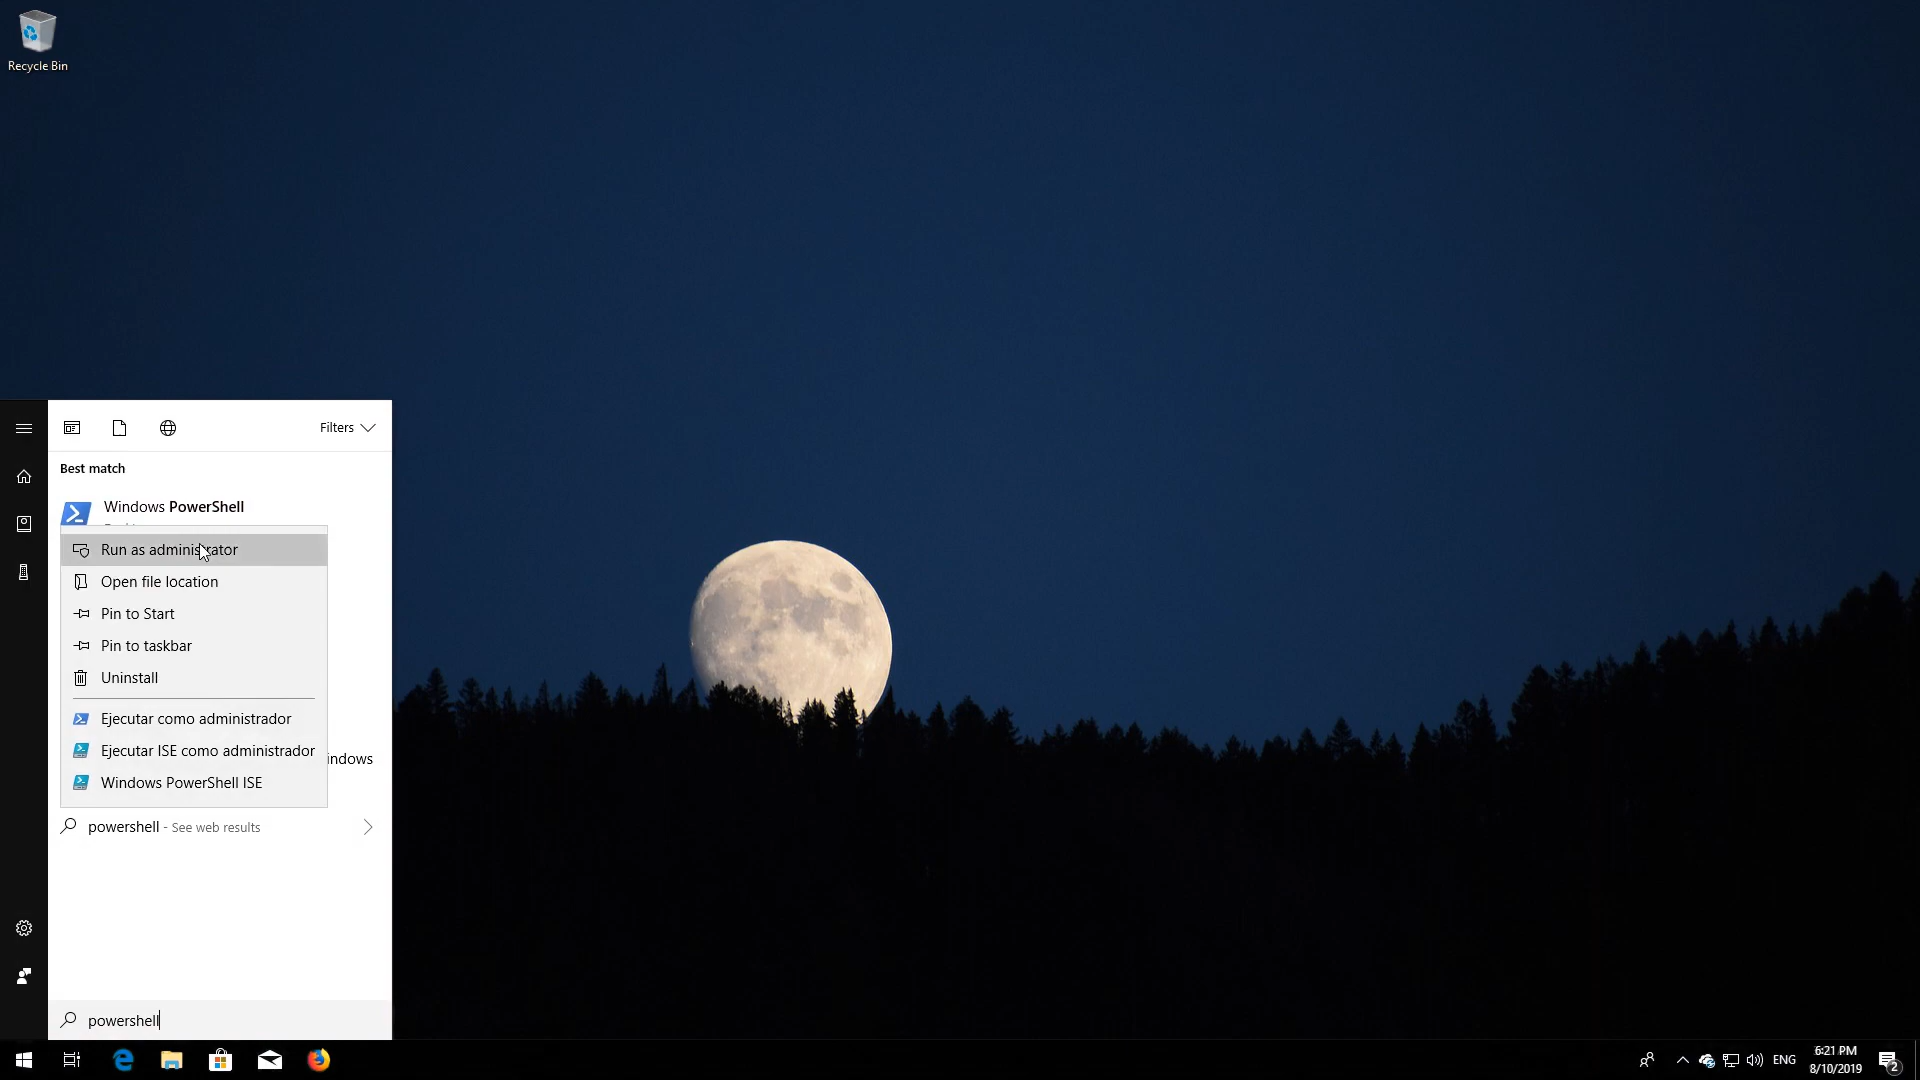 Recycle Bin
Filters
Best match
Windows PowerShell
Run as administrator
Open file location
Pin to Start
Pin to taskbar
Uninstall
Ejecutar como administrador
Ejecutar ISE como administrador
indows
Windows PowerShell ISE
powershell - See web results
powershell
ENG
6:21 PM
8/10/2019
2